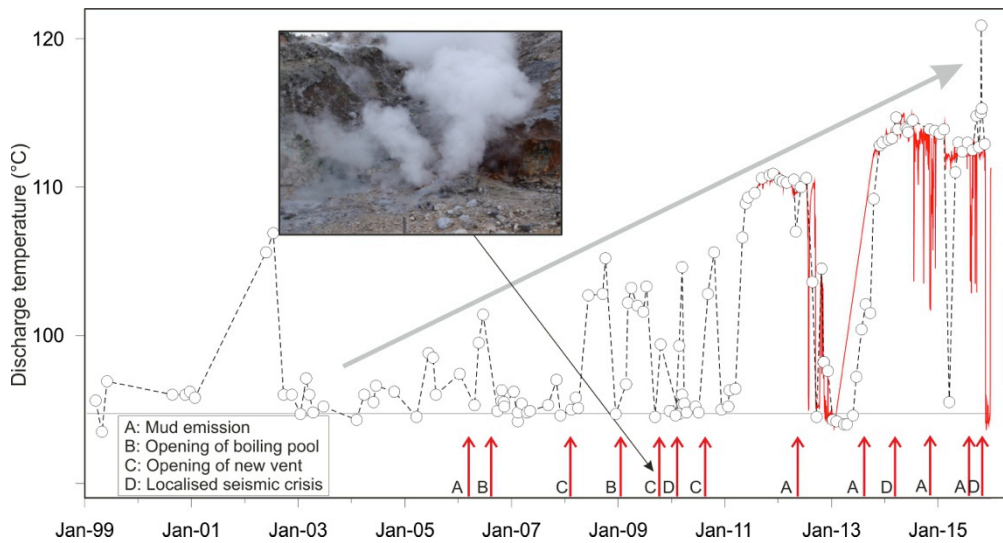 120
110
100
Discharge temperature (°C)
A: Mud emission
B: Opening of boiling pool
C: Opening of new vent
D: Localised seismic crisis
A B C B C D C A A D A A D
Jan-99 Jan-01 Jan-03 Jan-05 Jan-07 Jan-09 Jan-11 Jan-13 Jan-15